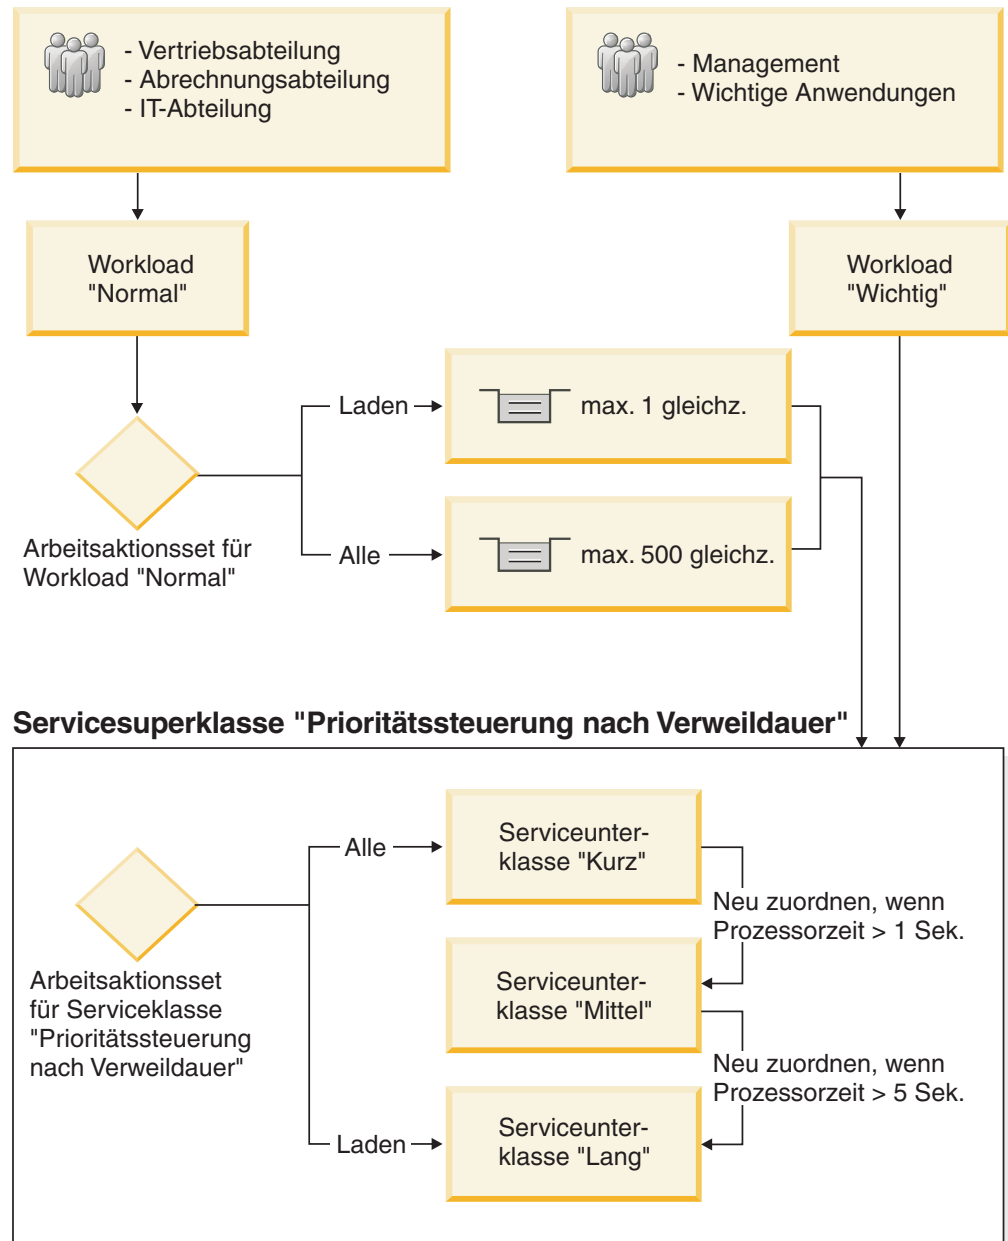 - Vertriebsabteilung
- Abrechnungsabteilung
- IT-Abteilung
- Management
- Wichtige Anwendungen
Workload
"Normal"
Workload
"Wichtig"
Laden
max. 1 gleichz.
Alle
max. 500 gleichz.
Arbeitsaktionsset für
Workload "Normal"
Servicesuperklasse "Prioritätssteuerung nach Verweildauer"
Alle
Serviceunter-
klasse "Kurz"
Neu zuordnen, wenn
Prozessorzeit > 1 Sek.
Arbeitsaktionsset
für Serviceklasse
"Prioritätssteuerung
nach Verweildauer"
Serviceunter-
klasse "Mittel"
Neu zuordnen, wenn
Prozessorzeit > 5 Sek.
Laden
Serviceunter-
klasse "Lang"